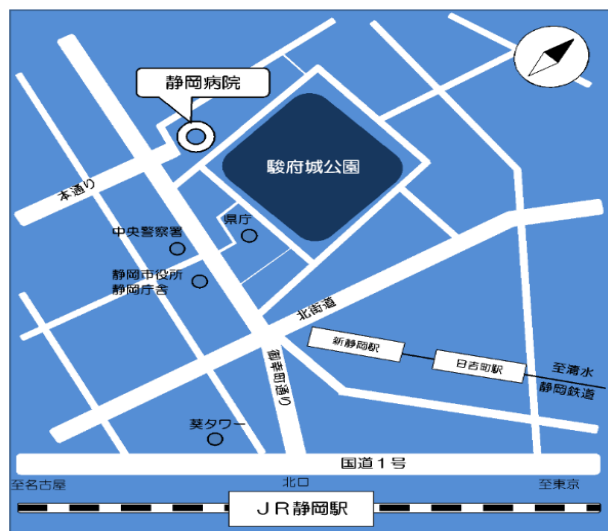 静岡病院
駿府城公園
本通り
県庁
中央警察署
静岡市役所
静岡庁舎
北街道
新静岡駅
日吉町駅
至清水
静岡鉄道
御幸町通り
葵タワー
国道1号
至名古屋
北口
至東京
JR静岡駅